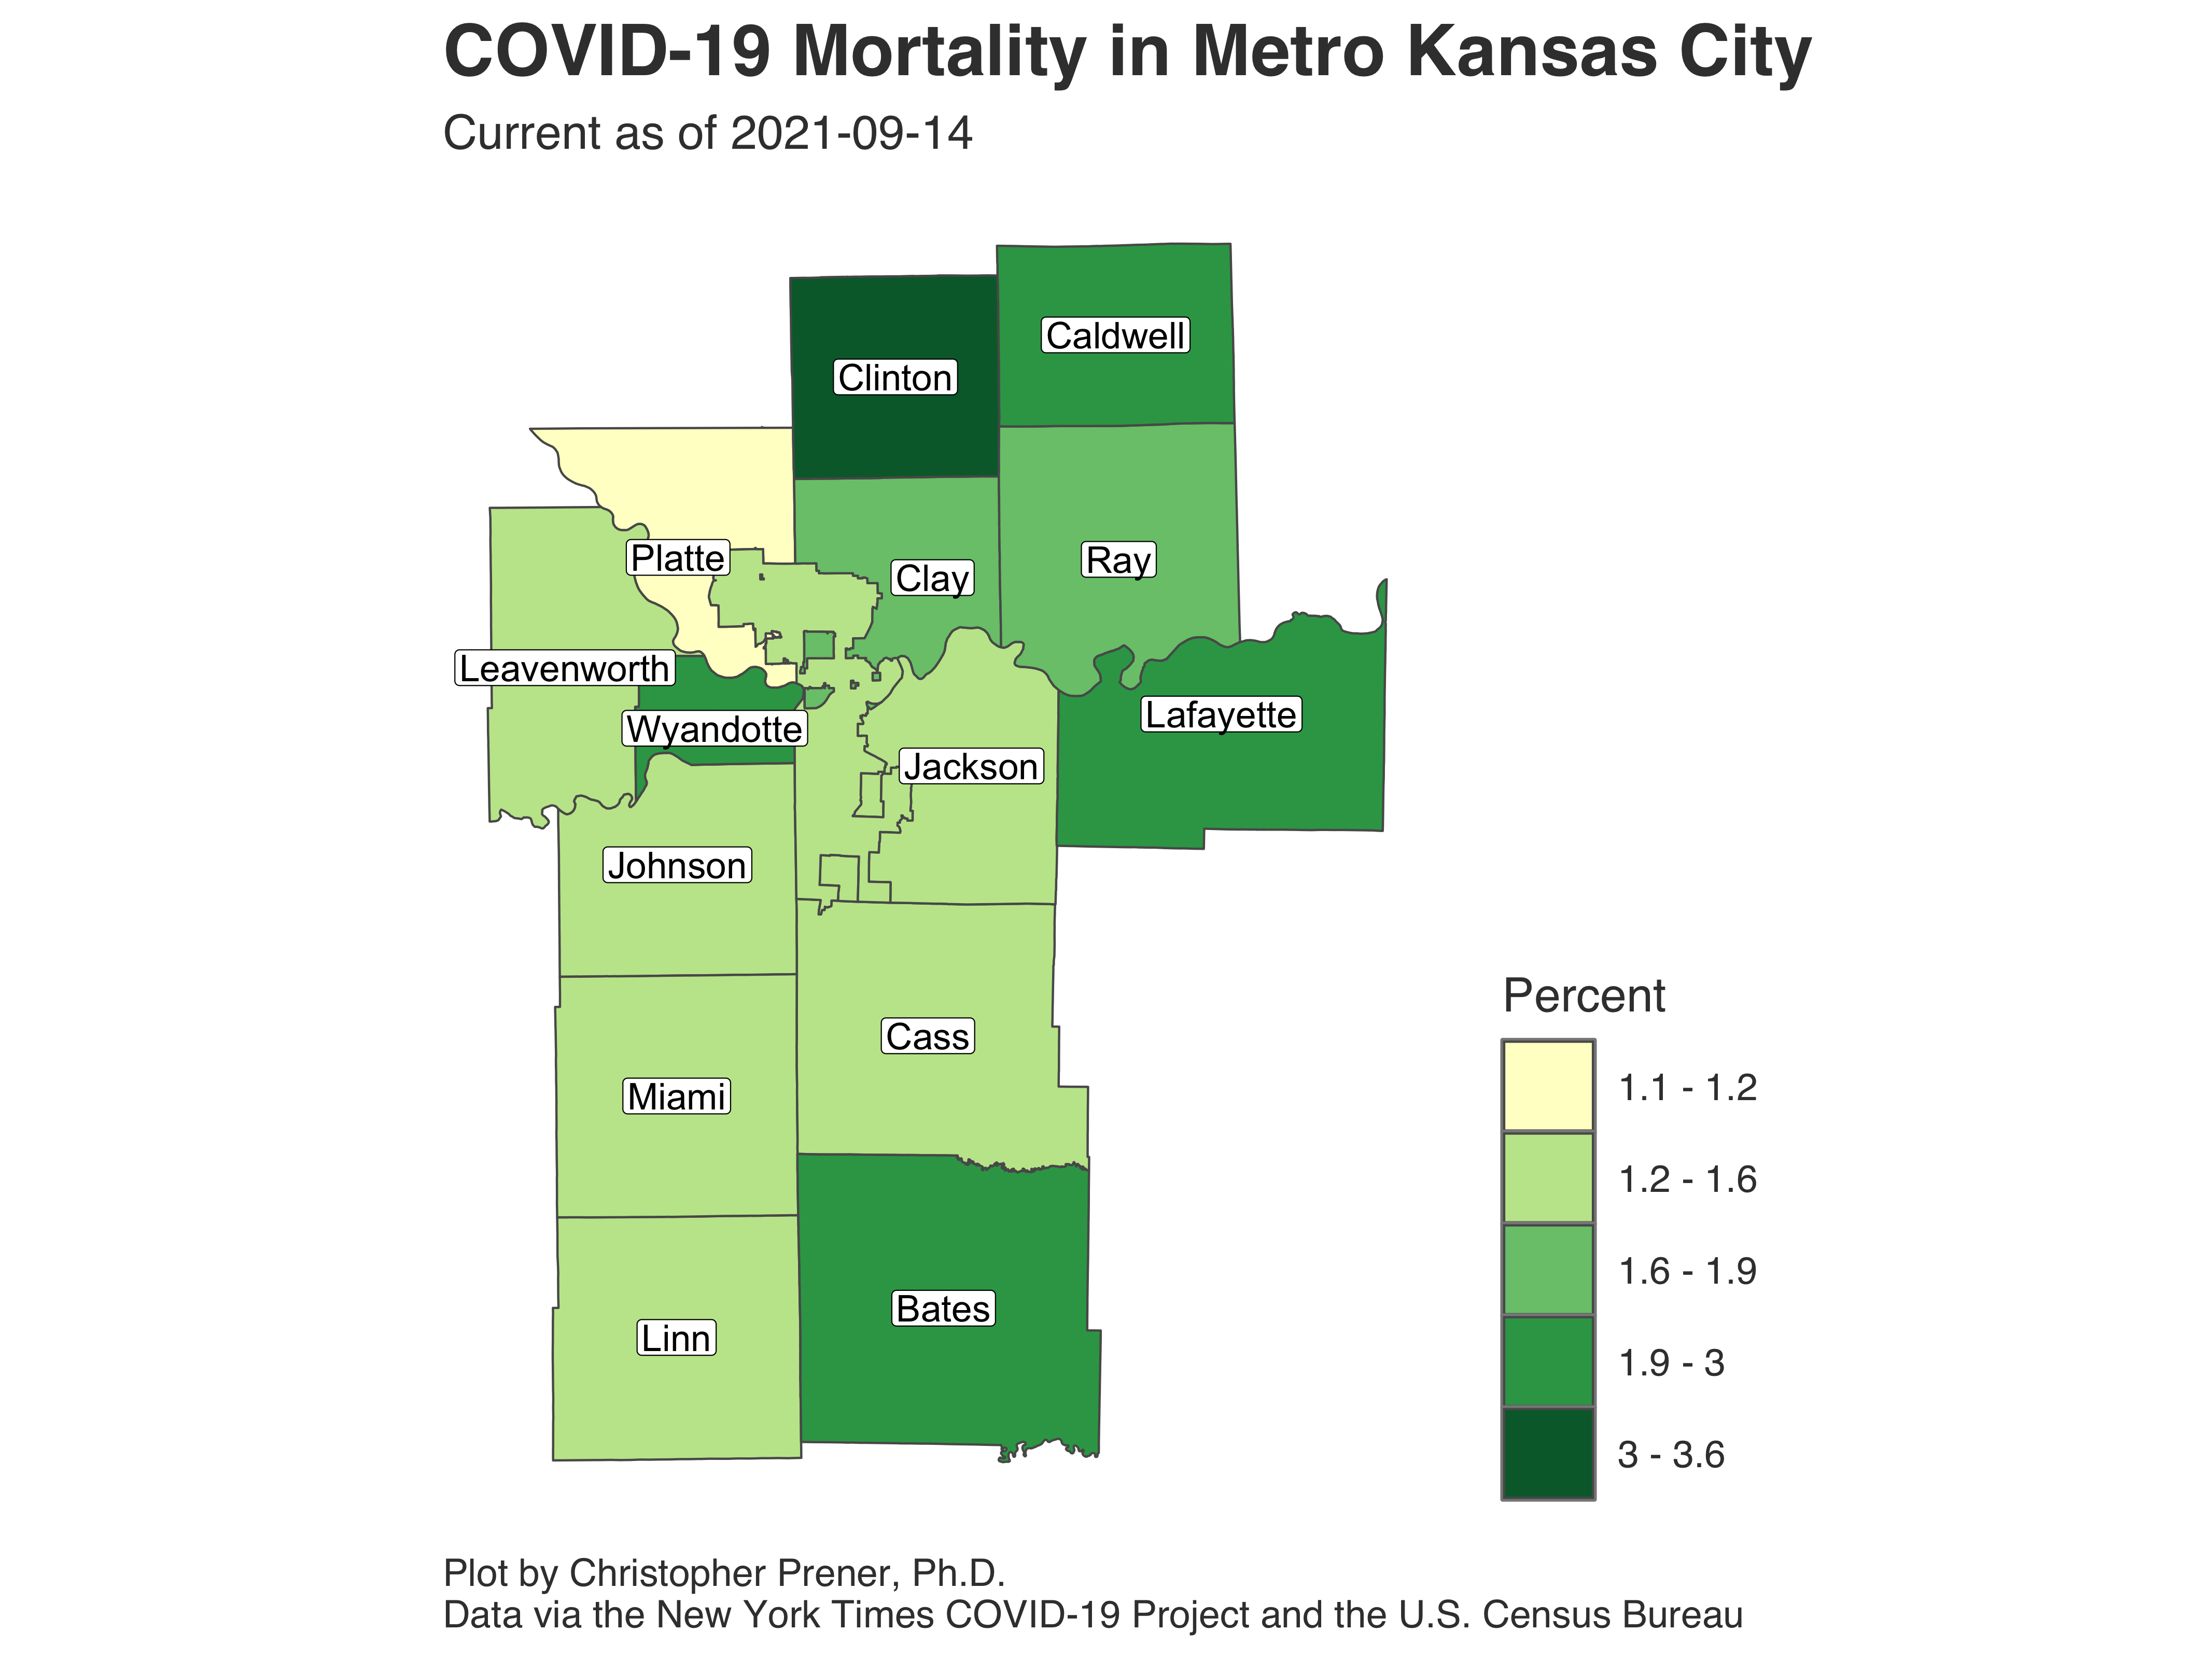 COVID-19 Mortality in Metro Kansas City
Current as of 2021-09-14
Caldwell
Clinton
Platte
Clay
Ray
Leavenworth
Wyandotte
Lafayette
Jackson
Johnson
Cass
Miami
Bates
Linn
Percent
1.1 - 1.2
1.2 - 1.6
1.6 - 1.9
1.9 - 3
3 - 3.6
Plot by Christopher Prener, Ph.D.
Data via the New York Times COVID-19 Project and the U.S. Census Bureau